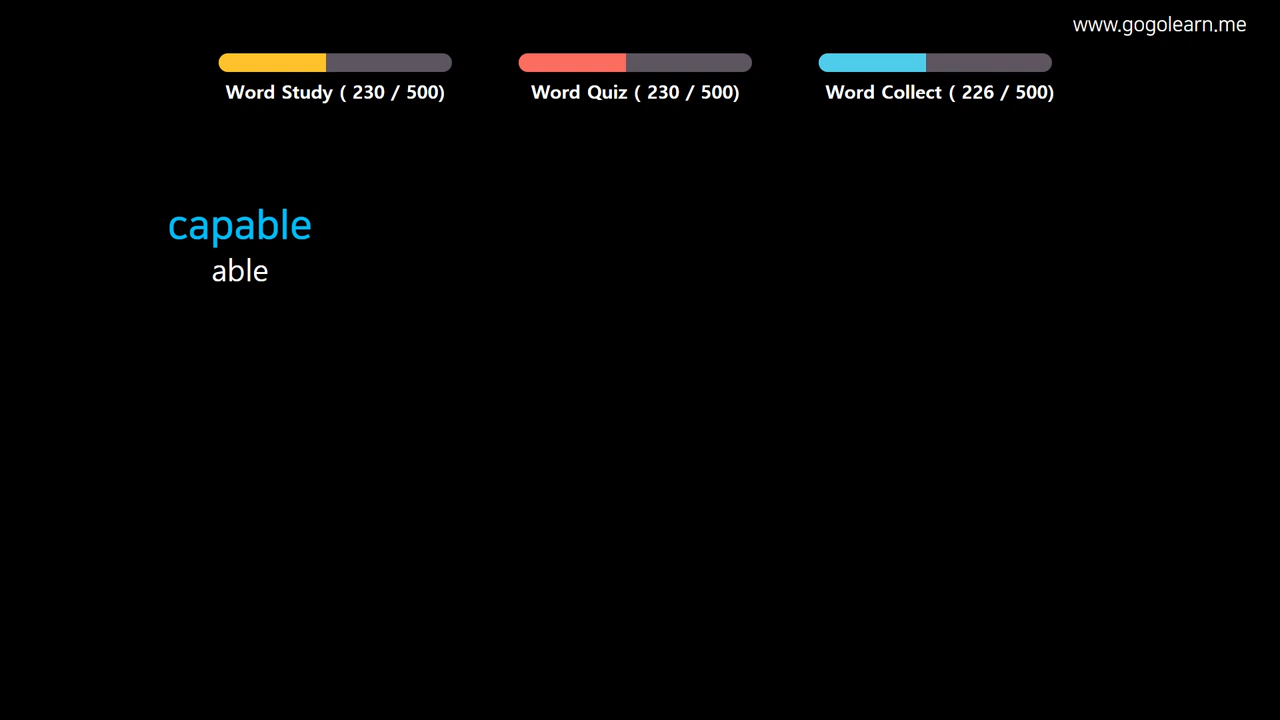 www.gogolearn.me
Word Study ( 230 / 500)
Word Quiz ( 230 / 500)
Word Collect ( 226 / 500)
capable
able